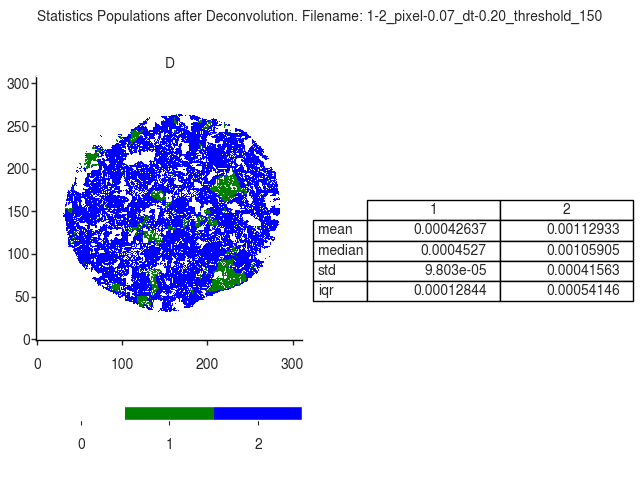 Statistics Populations after Deconvolution. Filename: 1-2_pixel-0.07_dt-0.20_threshold_150
D
300
250
200
150
100
50
0
0 100 200 300
1 2
mean 0.00042637 0.00112933
median 0.0004527 0.00105905
std 9.803e-05 0.00041563
iqr 0.00012844 0.00054146
0 1 2